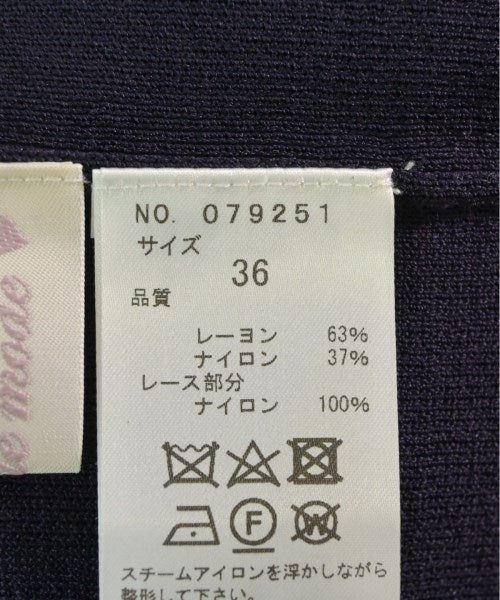 NO. 079251
サイズ
36
品質
レーヨン 63%
ナイロン 37%
レース部分
ナイロン 100%
F
W
スチームアイロンを浮かしながら
整形して下さい。
mode